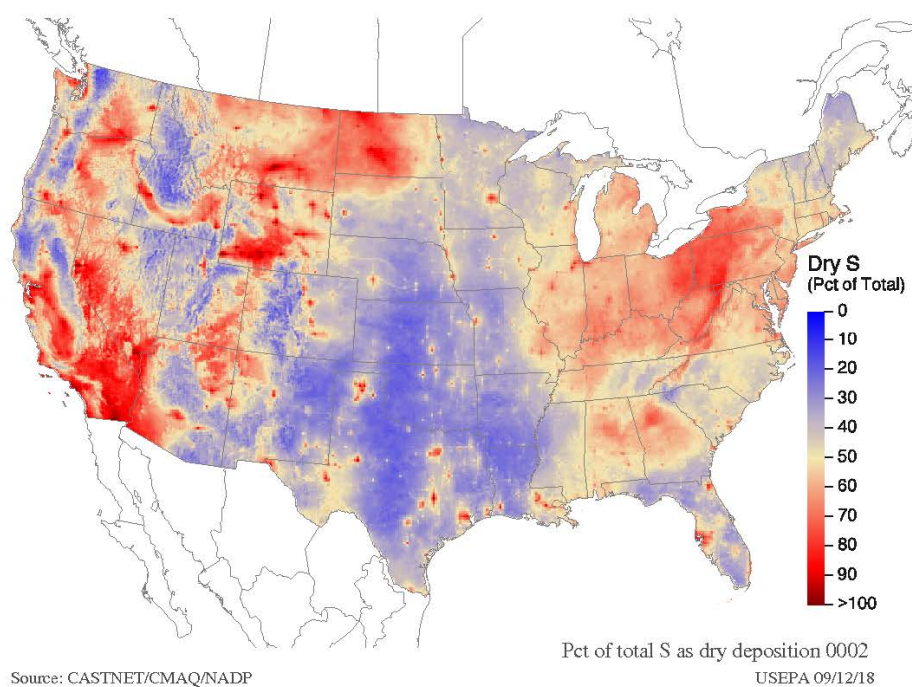 Dry S
(Pct of Total)
0
10
20
30
40
50
60
70
80
90
>100
Pct of total S as dry deposition 0002
Source: CASTNET/CMAQ/NADP
USEPA 09/12/18